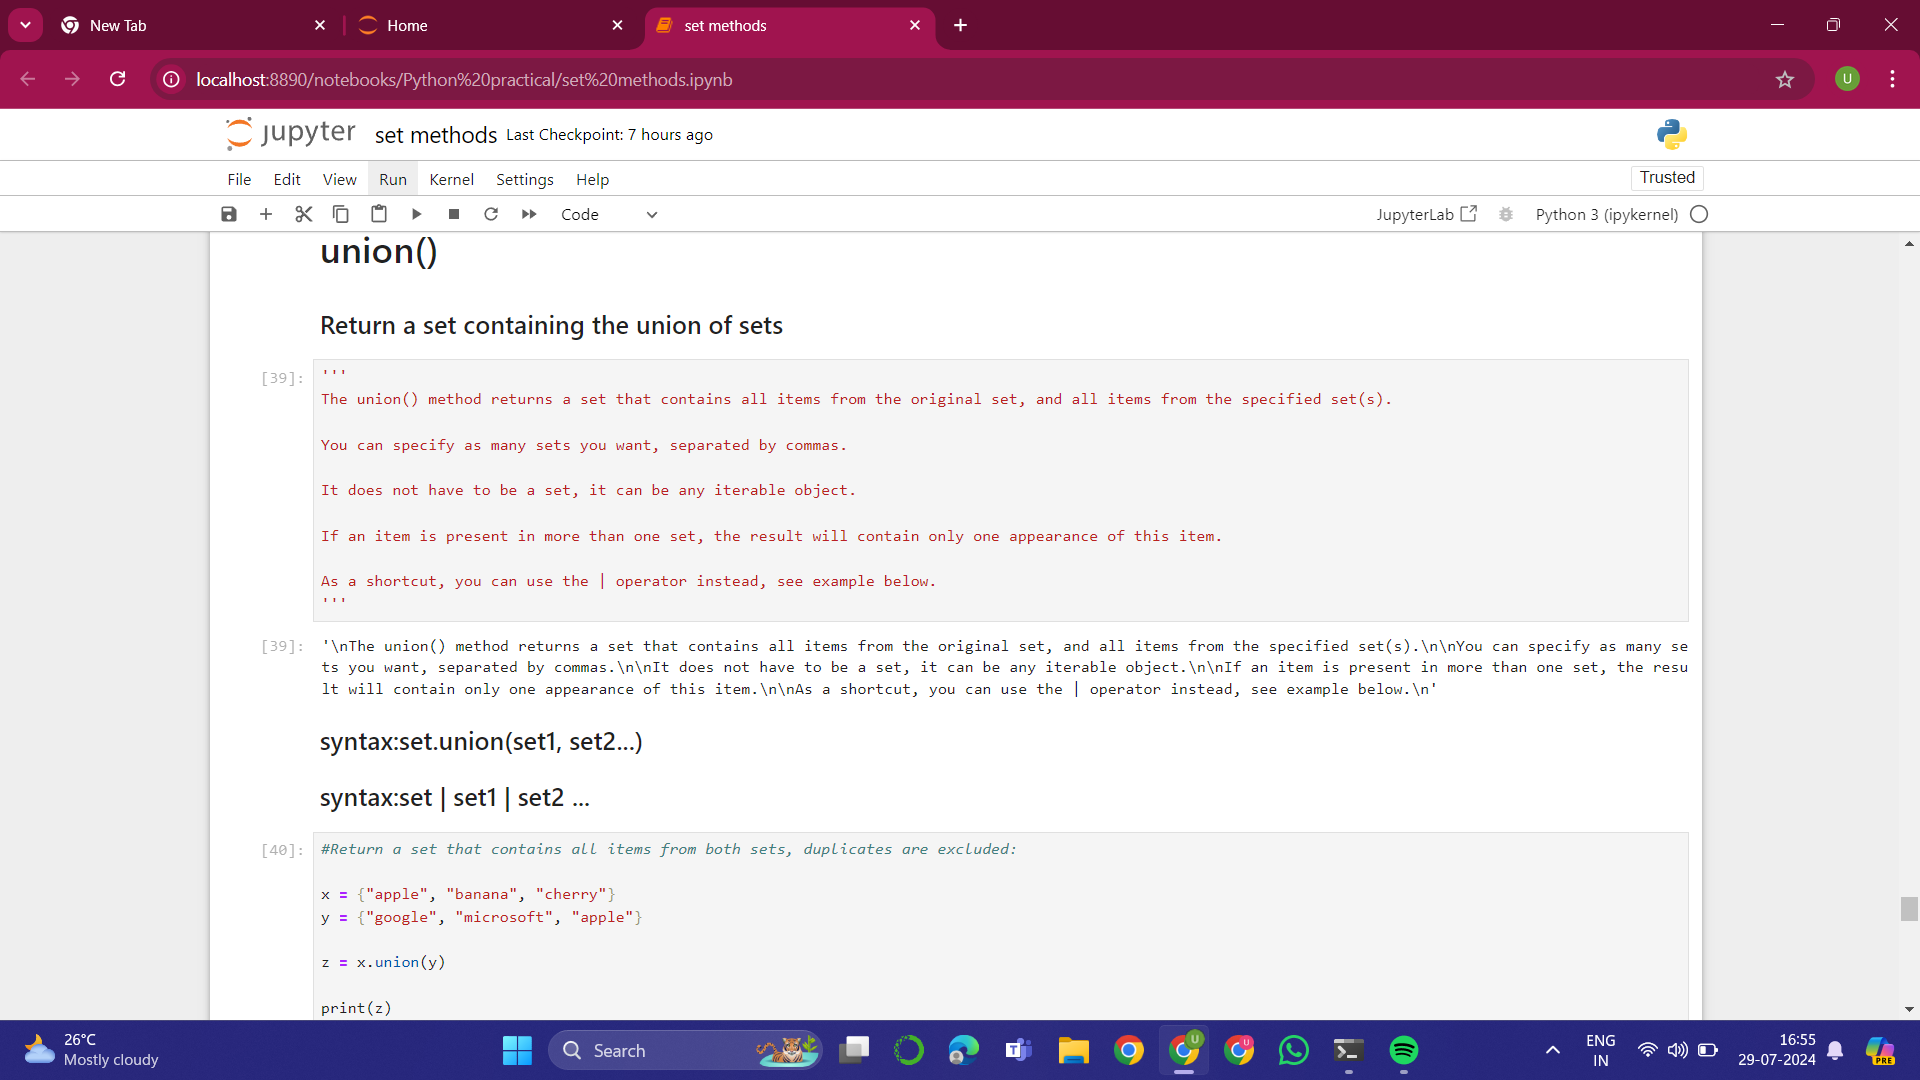 New Tab
Home
set methods
localhost:8890/notebooks/Python%20practical/set%20methods.ipynb
U
jupyter set methods Last Checkpoint: 7 hours ago
File Edit View Run Kernel Settings Help
Trusted
Code
JupyterLab
Python 3 (ipykernel)
union()
Return a set containing the union of sets
[39]:
'''
The union() method returns a set that contains all items from the original set, and all items from the specified set(s).
You can specify as many sets you want, separated by commas.
It does not have to be a set, it can be any iterable object.
If an item is present in more than one set, the result will contain only one appearance of this item.
As a shortcut, you can use the | operator instead, see example below.
'''
[39]:
'\nThe union() method returns a set that contains all items from the original set, and all items from the specified set(s).\n\nYou can specify as many se
ts you want, separated by commas.\n\nIt does not have to be a set, it can be any iterable object.\n\nIf an item is present in more than one set, the resu
lt will contain only one appearance of this item.\n\nAs a shortcut, you can use the | operator instead, see example below.\n'
syntax:set.union(set1, set2...)
syntax:set | set1 | set2 ...
[40]:
#Return a set that contains all items from both sets, duplicates are excluded:
x = {"apple", "banana", "cherry"}
y = {"google", "microsoft", "apple"}
z = x.union(y)
print(z)
26°C
Mostly cloudy
Search
U
U
ENG
IN
16:55
29-07-2024
PRE